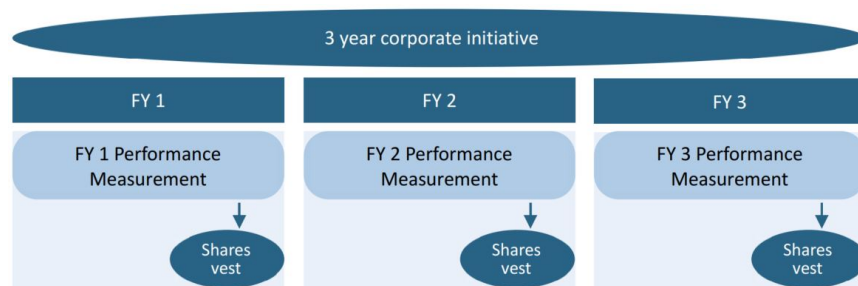 3 year corporate initiative
FY 1
FY 2
FY 3
FY 1 Performance
Measurement
FY 2 Performance
Measurement
FY 3 Performance
Measurement
Shares
vest
Shares
vest
Shares
vest